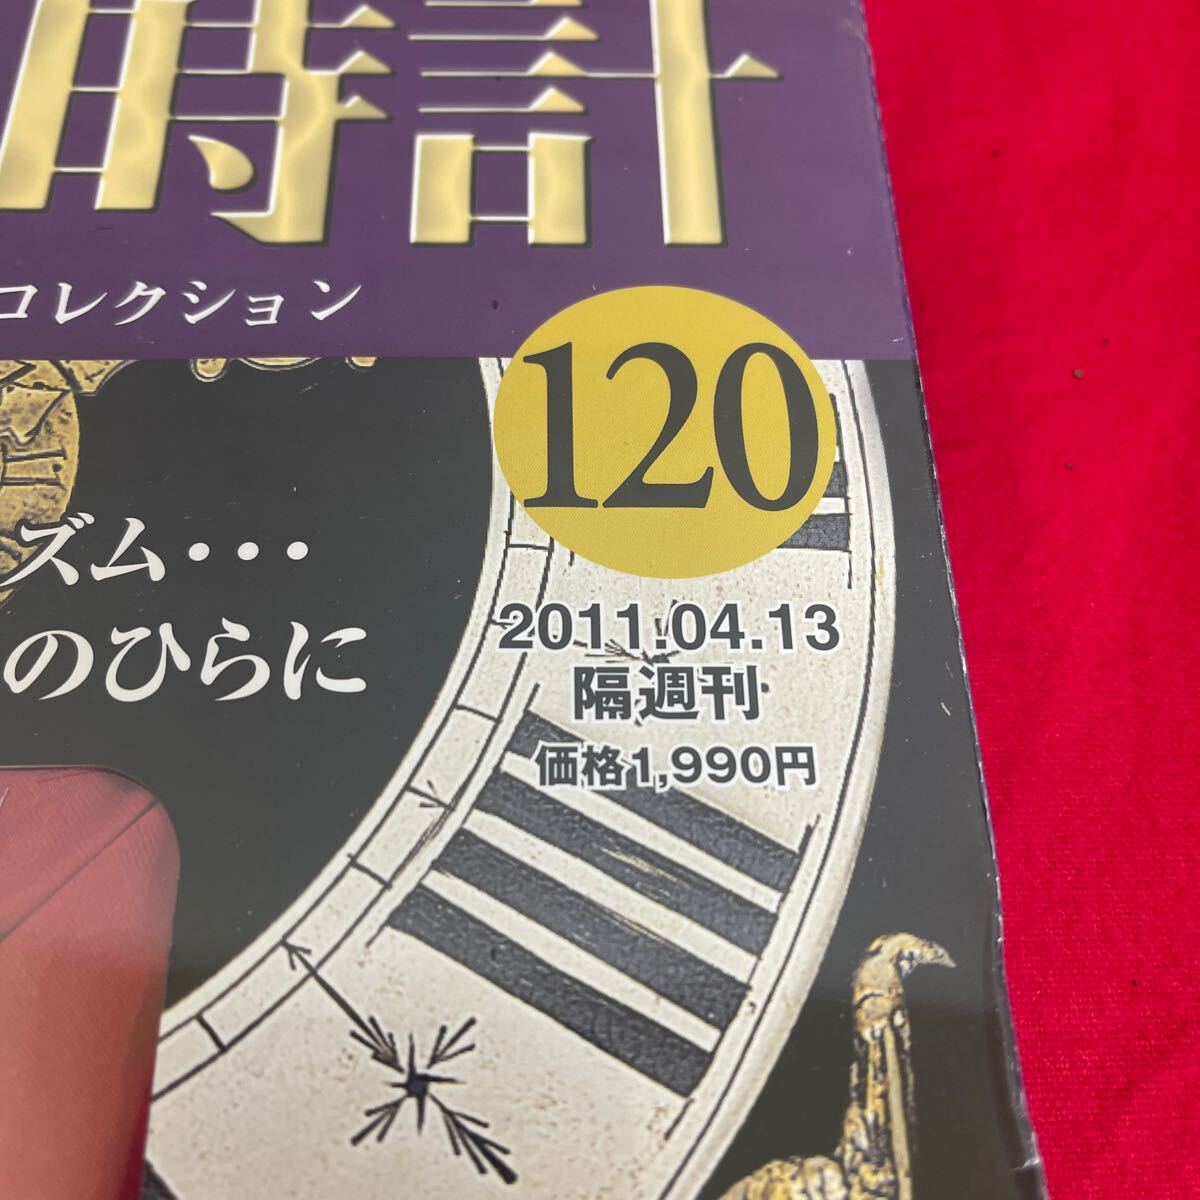 時計
コレクション
120
ズム・・・
のひらに
2011.04.13
隔週刊
価格1,990円